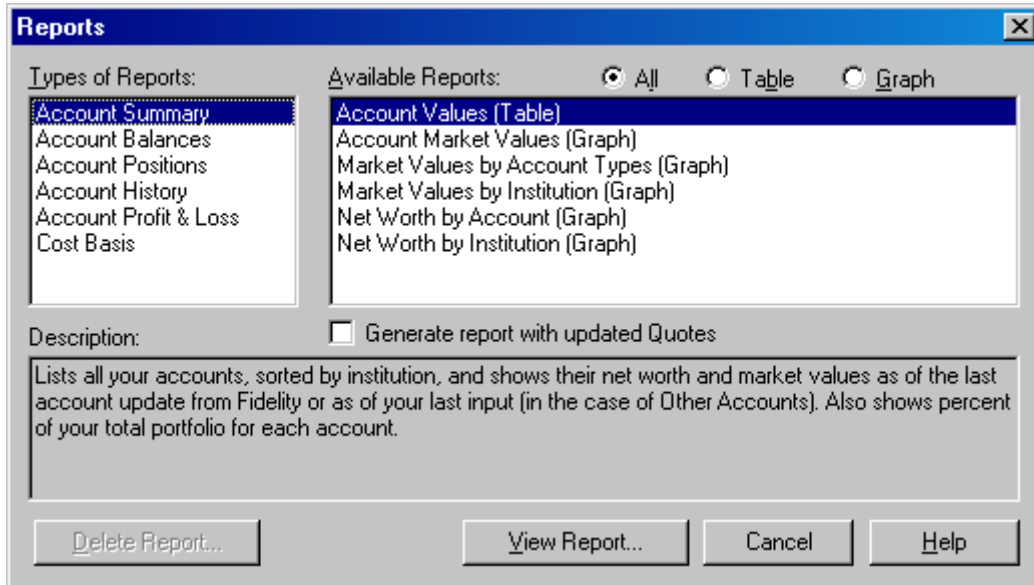 Reports
Types of Reports:
Available Reports:
All
Table
Graph
Account Summary
Account Balances
Account Positions
Account History
Account Profit & Loss
Cost Basis
Account Values (Table)
Account Market Values (Graph)
Market Values by Account Types (Graph)
Market Values by Institution (Graph)
Net Worth by Account (Graph)
Net Worth by Institution (Graph)
Description:
Generate report with updated Quotes
Lists all your accounts, sorted by institution, and shows their net worth and market values as of the last
account update from Fidelity or as of your last input (in the case of Other Accounts). Also shows percent
of your total portfolio for each account.
Delete Report...
View Report...
Cancel
Help